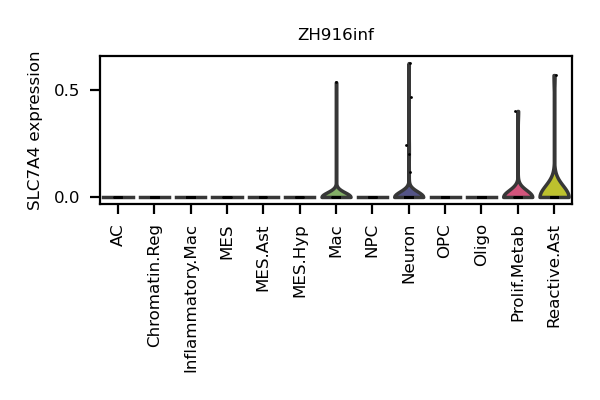 ZH916inf
SLC7A4 expression
0.5
0.0
AC
Chromatin.Reg
Inflammatory.Mac
MES
MES.Ast
MES.Hyp
Mac
NPC
Neuron
OPC
Oligo
Prolif.Metab
Reactive.Ast